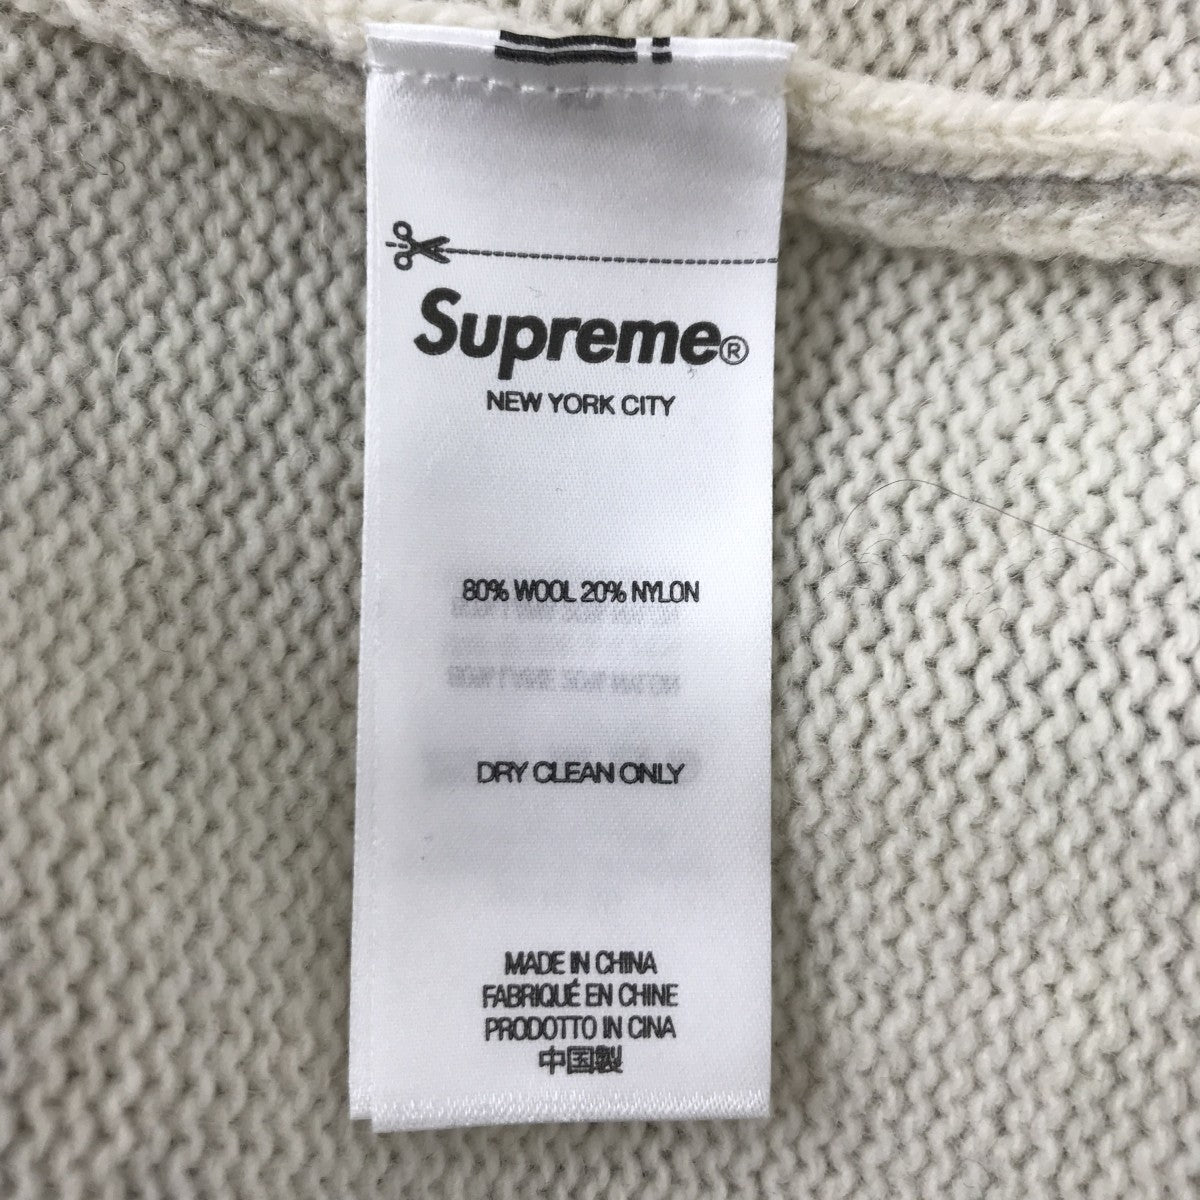 Supreme®
NEW YORK CITY
80% WOOL 20% NYLON
DRY CLEAN ONLY
MADE IN CHINA
FABRIQUÉ EN CHINE
PRODOTTO IN CINA
中国製